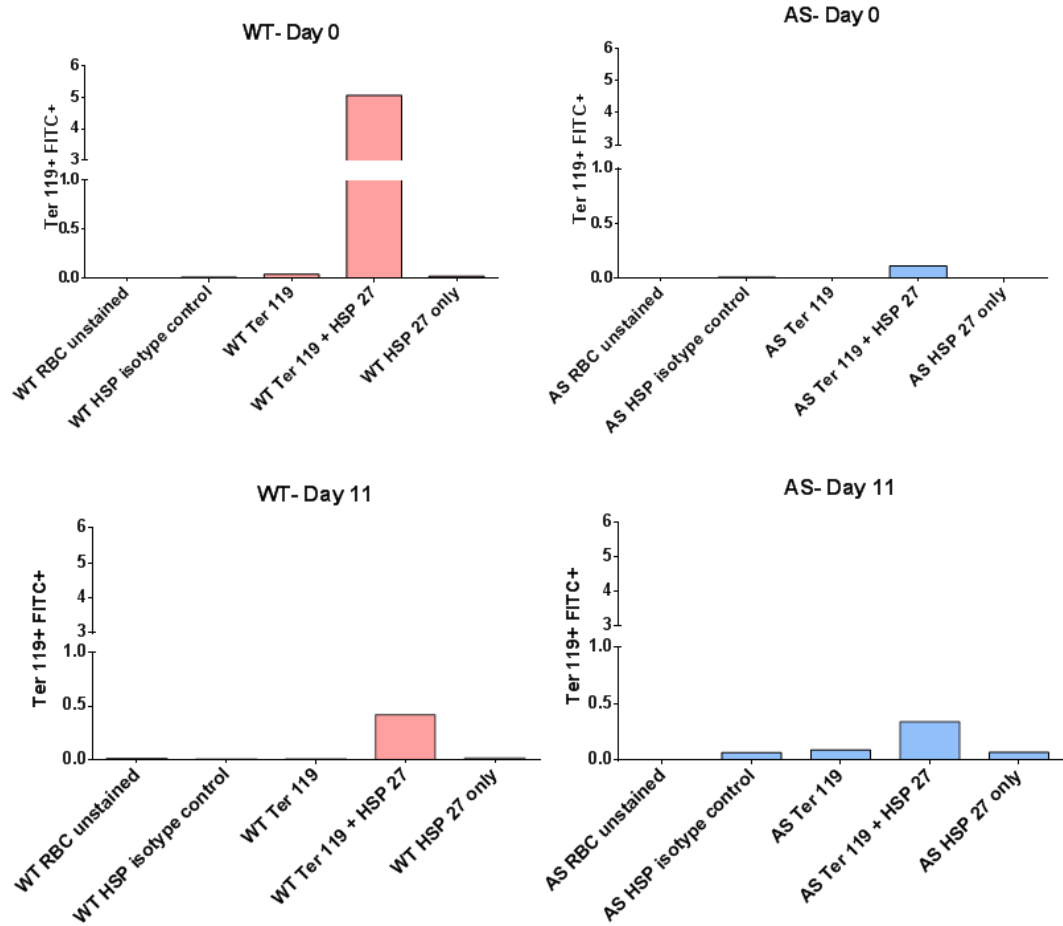 WT- Day 0
Ter 119+ FITC+
6
5
4
3
1.0
0.5
0.0
WT RBC unstained
WT HSP isotype control
WT Ter 119
WT Ter 119 + HSP 27
WT HSP 27 only
AS- Day 0
Ter 119+ FITC+
6
5
4
3
1.0
0.5
0.0
AS RBC unstained
AS HSP isotype control
AS Ter 119
AS Ter 119 + HSP 27
AS HSP 27 only
WT- Day 11
Ter 119+ FITC+
6
5
4
3
1.0
0.5
0.0
WT RBC unstained
WT HSP isotype control
WT Ter 119
WT Ter 119 + HSP 27
WT HSP 27 only
AS- Day 11
Ter 119+ FITC+
6
5
4
3
1.0
0.5
0.0
AS RBC unstained
AS HSP isotype control
AS Ter 119
AS Ter 119 + HSP 27
AS HSP 27 only